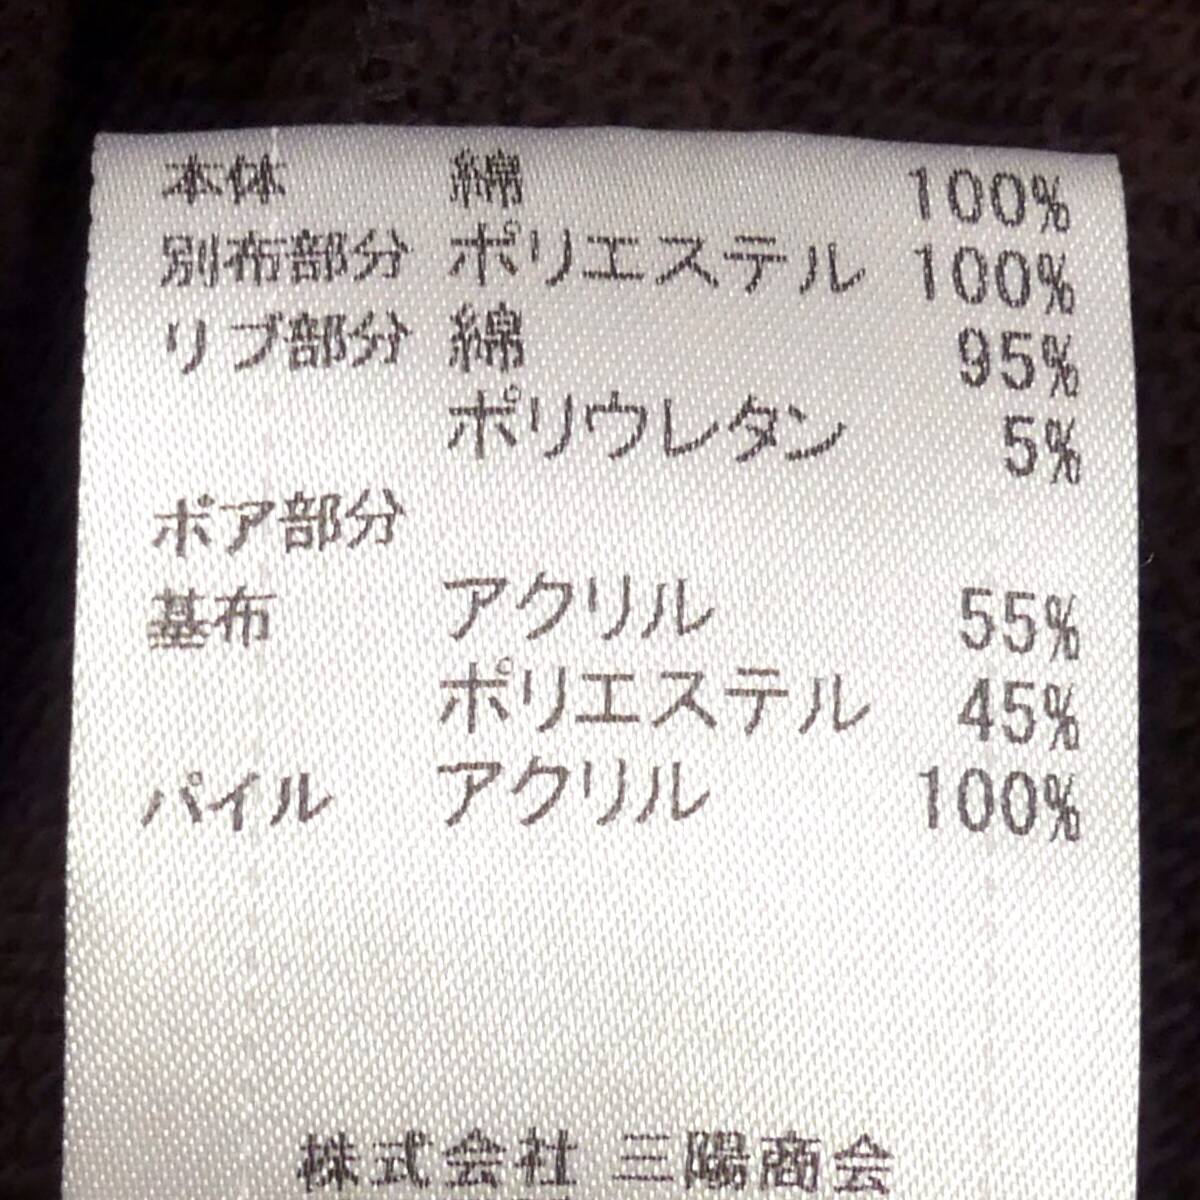 本体 綿 100%
別布部分 ポリエステル 100%
リブ部分 綿 95%
ポリウレタン 5%
ボア部分
基布 アクリル 55%
ポリエステル 45%
パイル アクリル 100%
株式会社 三陽商会